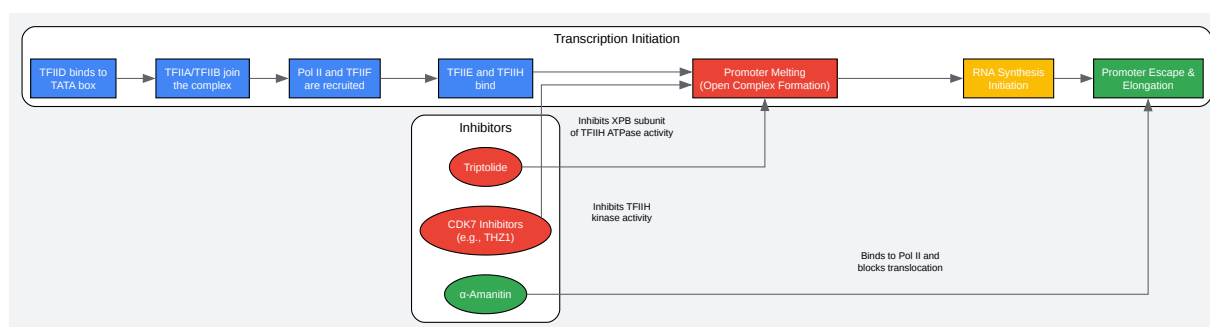 Transcription Initiation
TFIID binds to
TATA box
TFIIA/TFIIB join
the complex
Pol II and TFIIF
are recruited
TFIIE and TFIIH
bind
Promoter Melting
(Open Complex Formation)
RNA Synthesis
Initiation
Promoter Escape &
Elongation
Inhibitors
Inhibits XPB subunit
of TFIIH ATPase activity
Triptolide
Inhibits TFIIH
kinase activity
CDK7 Inhibitors
(e.g., THZ1)
Binds to Pol II and
blocks translocation
α-Amanitin